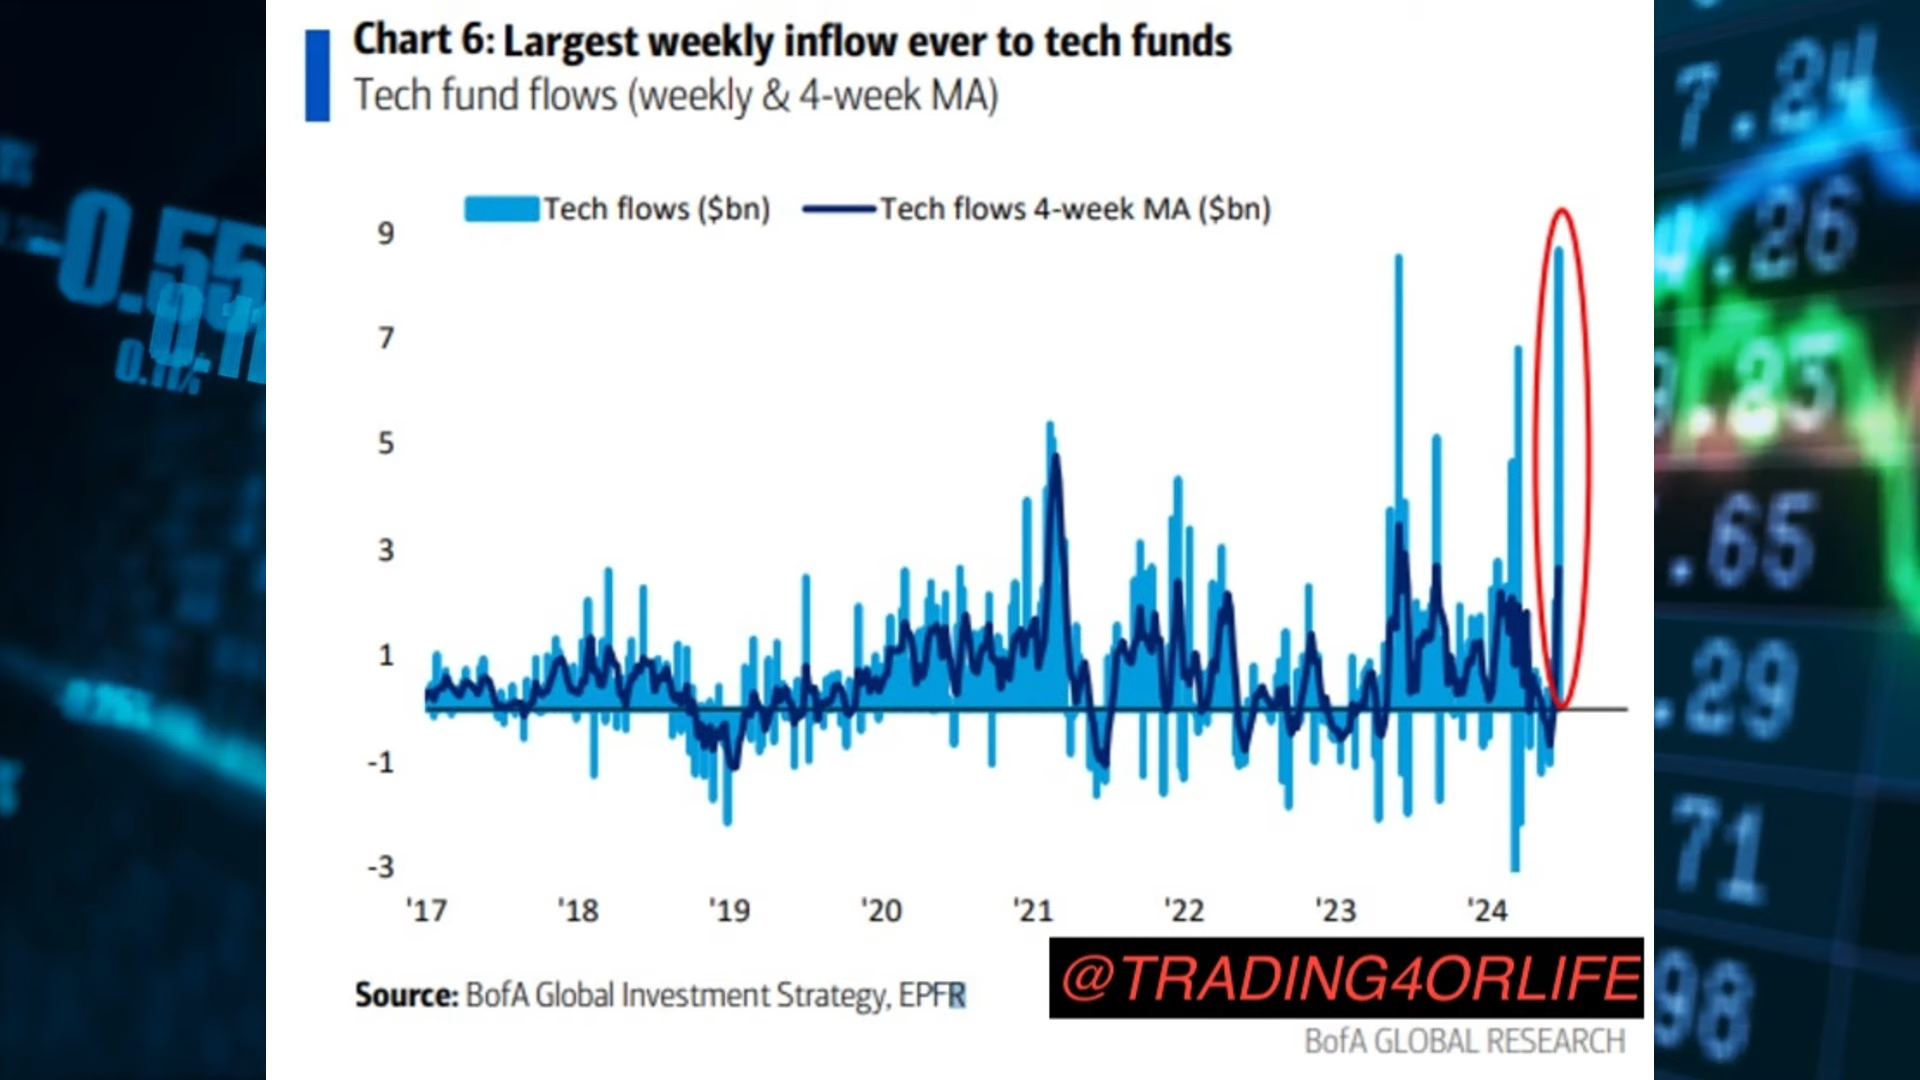 Chart 6: Largest weekly inflow ever to tech funds
Tech fund flows (weekly & 4-week MA)
Tech flows ($bn) Tech flows 4-week MA ($bn)
9
7
5
3
1
-1
-3
'17 '18 '19 '20 '21 '22 '23 '24
@TRADING4ORLIFE
Source: BofA Global Investment Strategy, EPFR
BofA GLOBAL RESEARCH
-0.55
0.11%
7.24
.26
.23
.65
.29
71
98